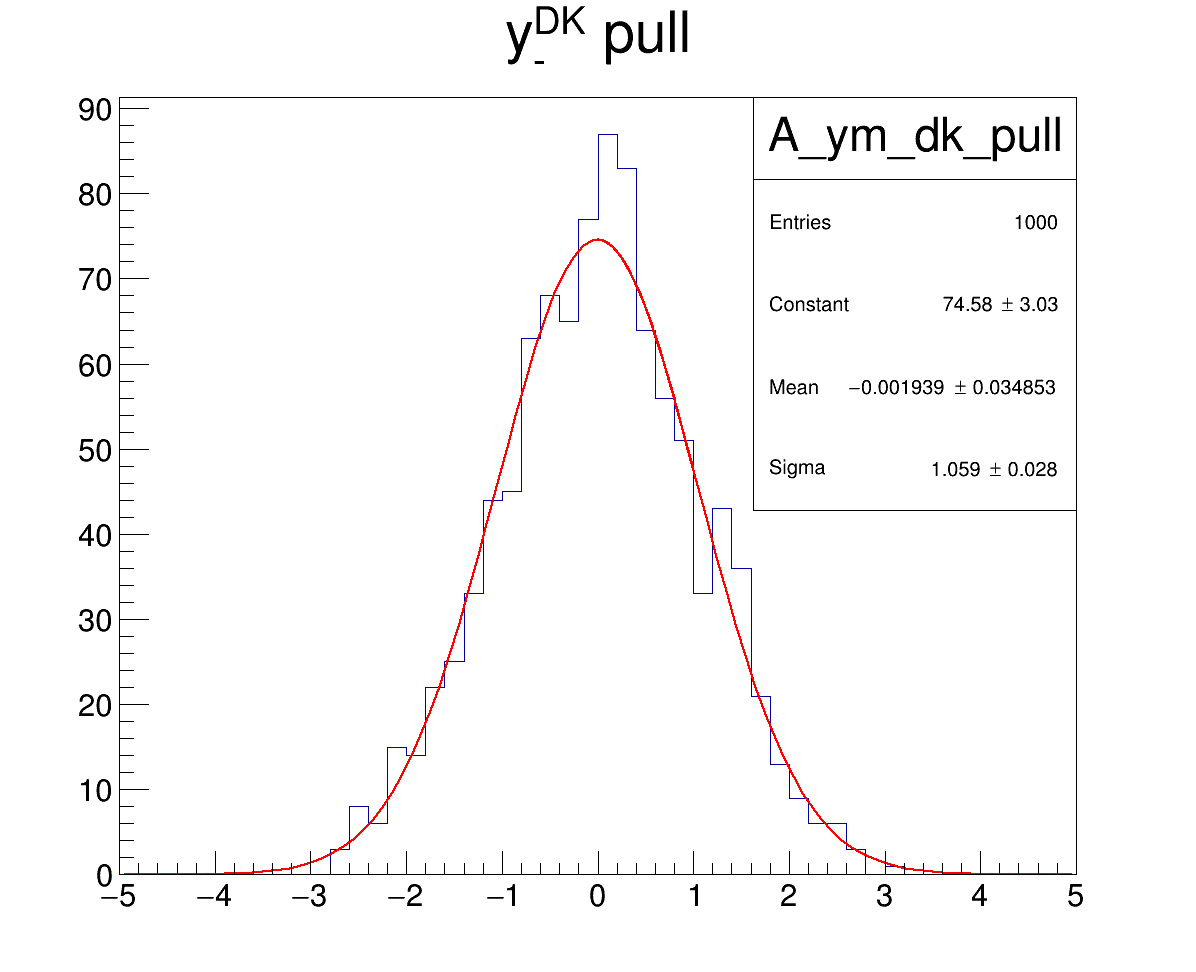 y_-^DK pull
A_ym_dk_pull
Entries 1000
Constant 74.58 ± 3.03
Mean −0.001939 ± 0.034853
Sigma 1.059 ± 0.028
90
80
70
60
50
40
30
20
10
0
−5 −4 −3 −2 −1 0 1 2 3 4 5